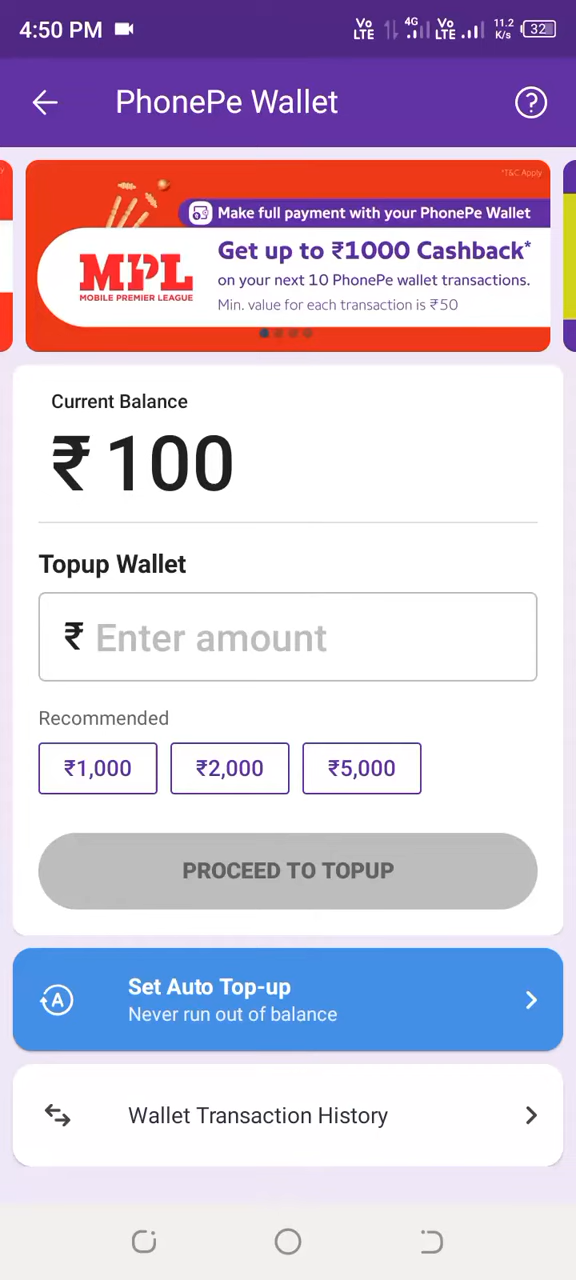 4:50 PM
Vo LTE 4G Vo LTE 11.2 K/s 32
PhonePe Wallet
?
*T&C Apply
Make full payment with your PhonePe Wallet
MPL
MOBILE PREMIER LEAGUE
Get up to ₹1000 Cashback*
on your next 10 PhonePe wallet transactions.
Min. value for each transaction is ₹50
Current Balance
₹100
Topup Wallet
₹ Enter amount
Recommended
₹1,000 ₹2,000 ₹5,000
PROCEED TO TOPUP
A
Set Auto Top-up
Never run out of balance
Wallet Transaction History